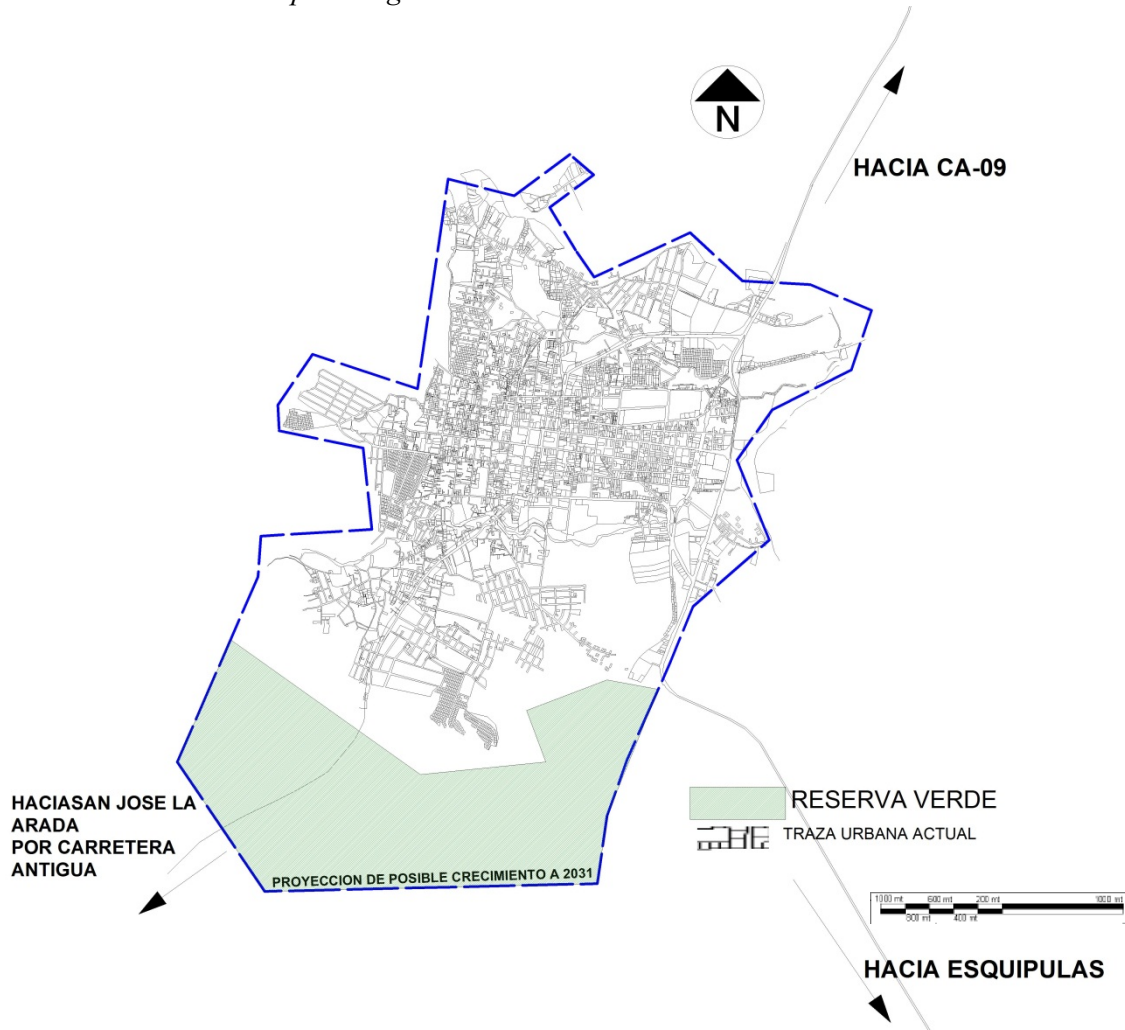 N
HACIA CA-09
HACIASAN JOSE LA
ARADA
POR CARRETERA
ANTIGUA
RESERVA VERDE
TRAZA URBANA ACTUAL
PROYECCION DE POSIBLE CRECIMIENTO A 2031
1000 mt 600 mt 200 mt 1000 mt
800 mt 400 mt
HACIA ESQUIPULAS